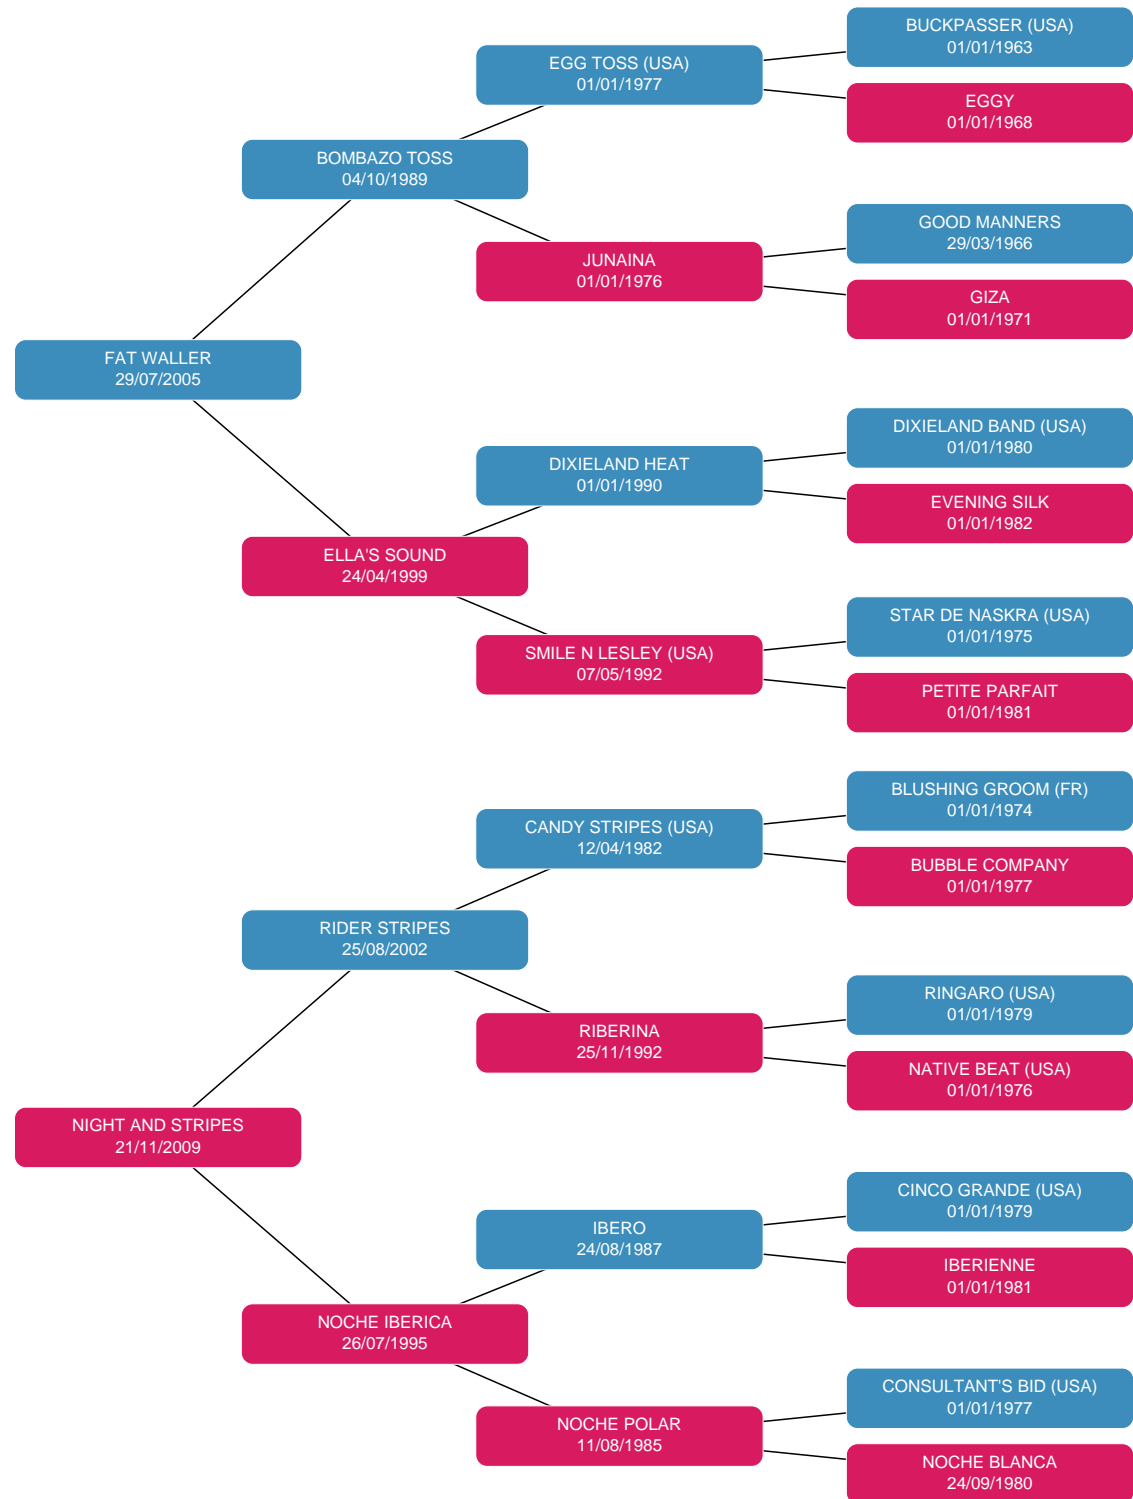 BUCKPASSER (USA)
01/01/1963
EGG TOSS (USA)
01/01/1977
EGGY
01/01/1968
BOMBAZO TOSS
04/10/1989
GOOD MANNERS
29/03/1966
JUNAINA
01/01/1976
GIZA
01/01/1971
FAT WALLER
29/07/2005
DIXIELAND BAND (USA)
01/01/1980
DIXIELAND HEAT
01/01/1990
EVENING SILK
01/01/1982
ELLA'S SOUND
24/04/1999
STAR DE NASKRA (USA)
01/01/1975
SMILE N LESLEY (USA)
07/05/1992
PETITE PARFAIT
01/01/1981
BLUSHING GROOM (FR)
01/01/1974
CANDY STRIPES (USA)
12/04/1982
BUBBLE COMPANY
01/01/1977
RIDER STRIPES
25/08/2002
RINGARO (USA)
01/01/1979
RIBERINA
25/11/1992
NATIVE BEAT (USA)
01/01/1976
NIGHT AND STRIPES
21/11/2009
CINCO GRANDE (USA)
01/01/1979
IBERO
24/08/1987
IBERIENNE
01/01/1981
NOCHE IBERICA
26/07/1995
CONSULTANT'S BID (USA)
01/01/1977
NOCHE POLAR
11/08/1985
NOCHE BLANCA
24/09/1980